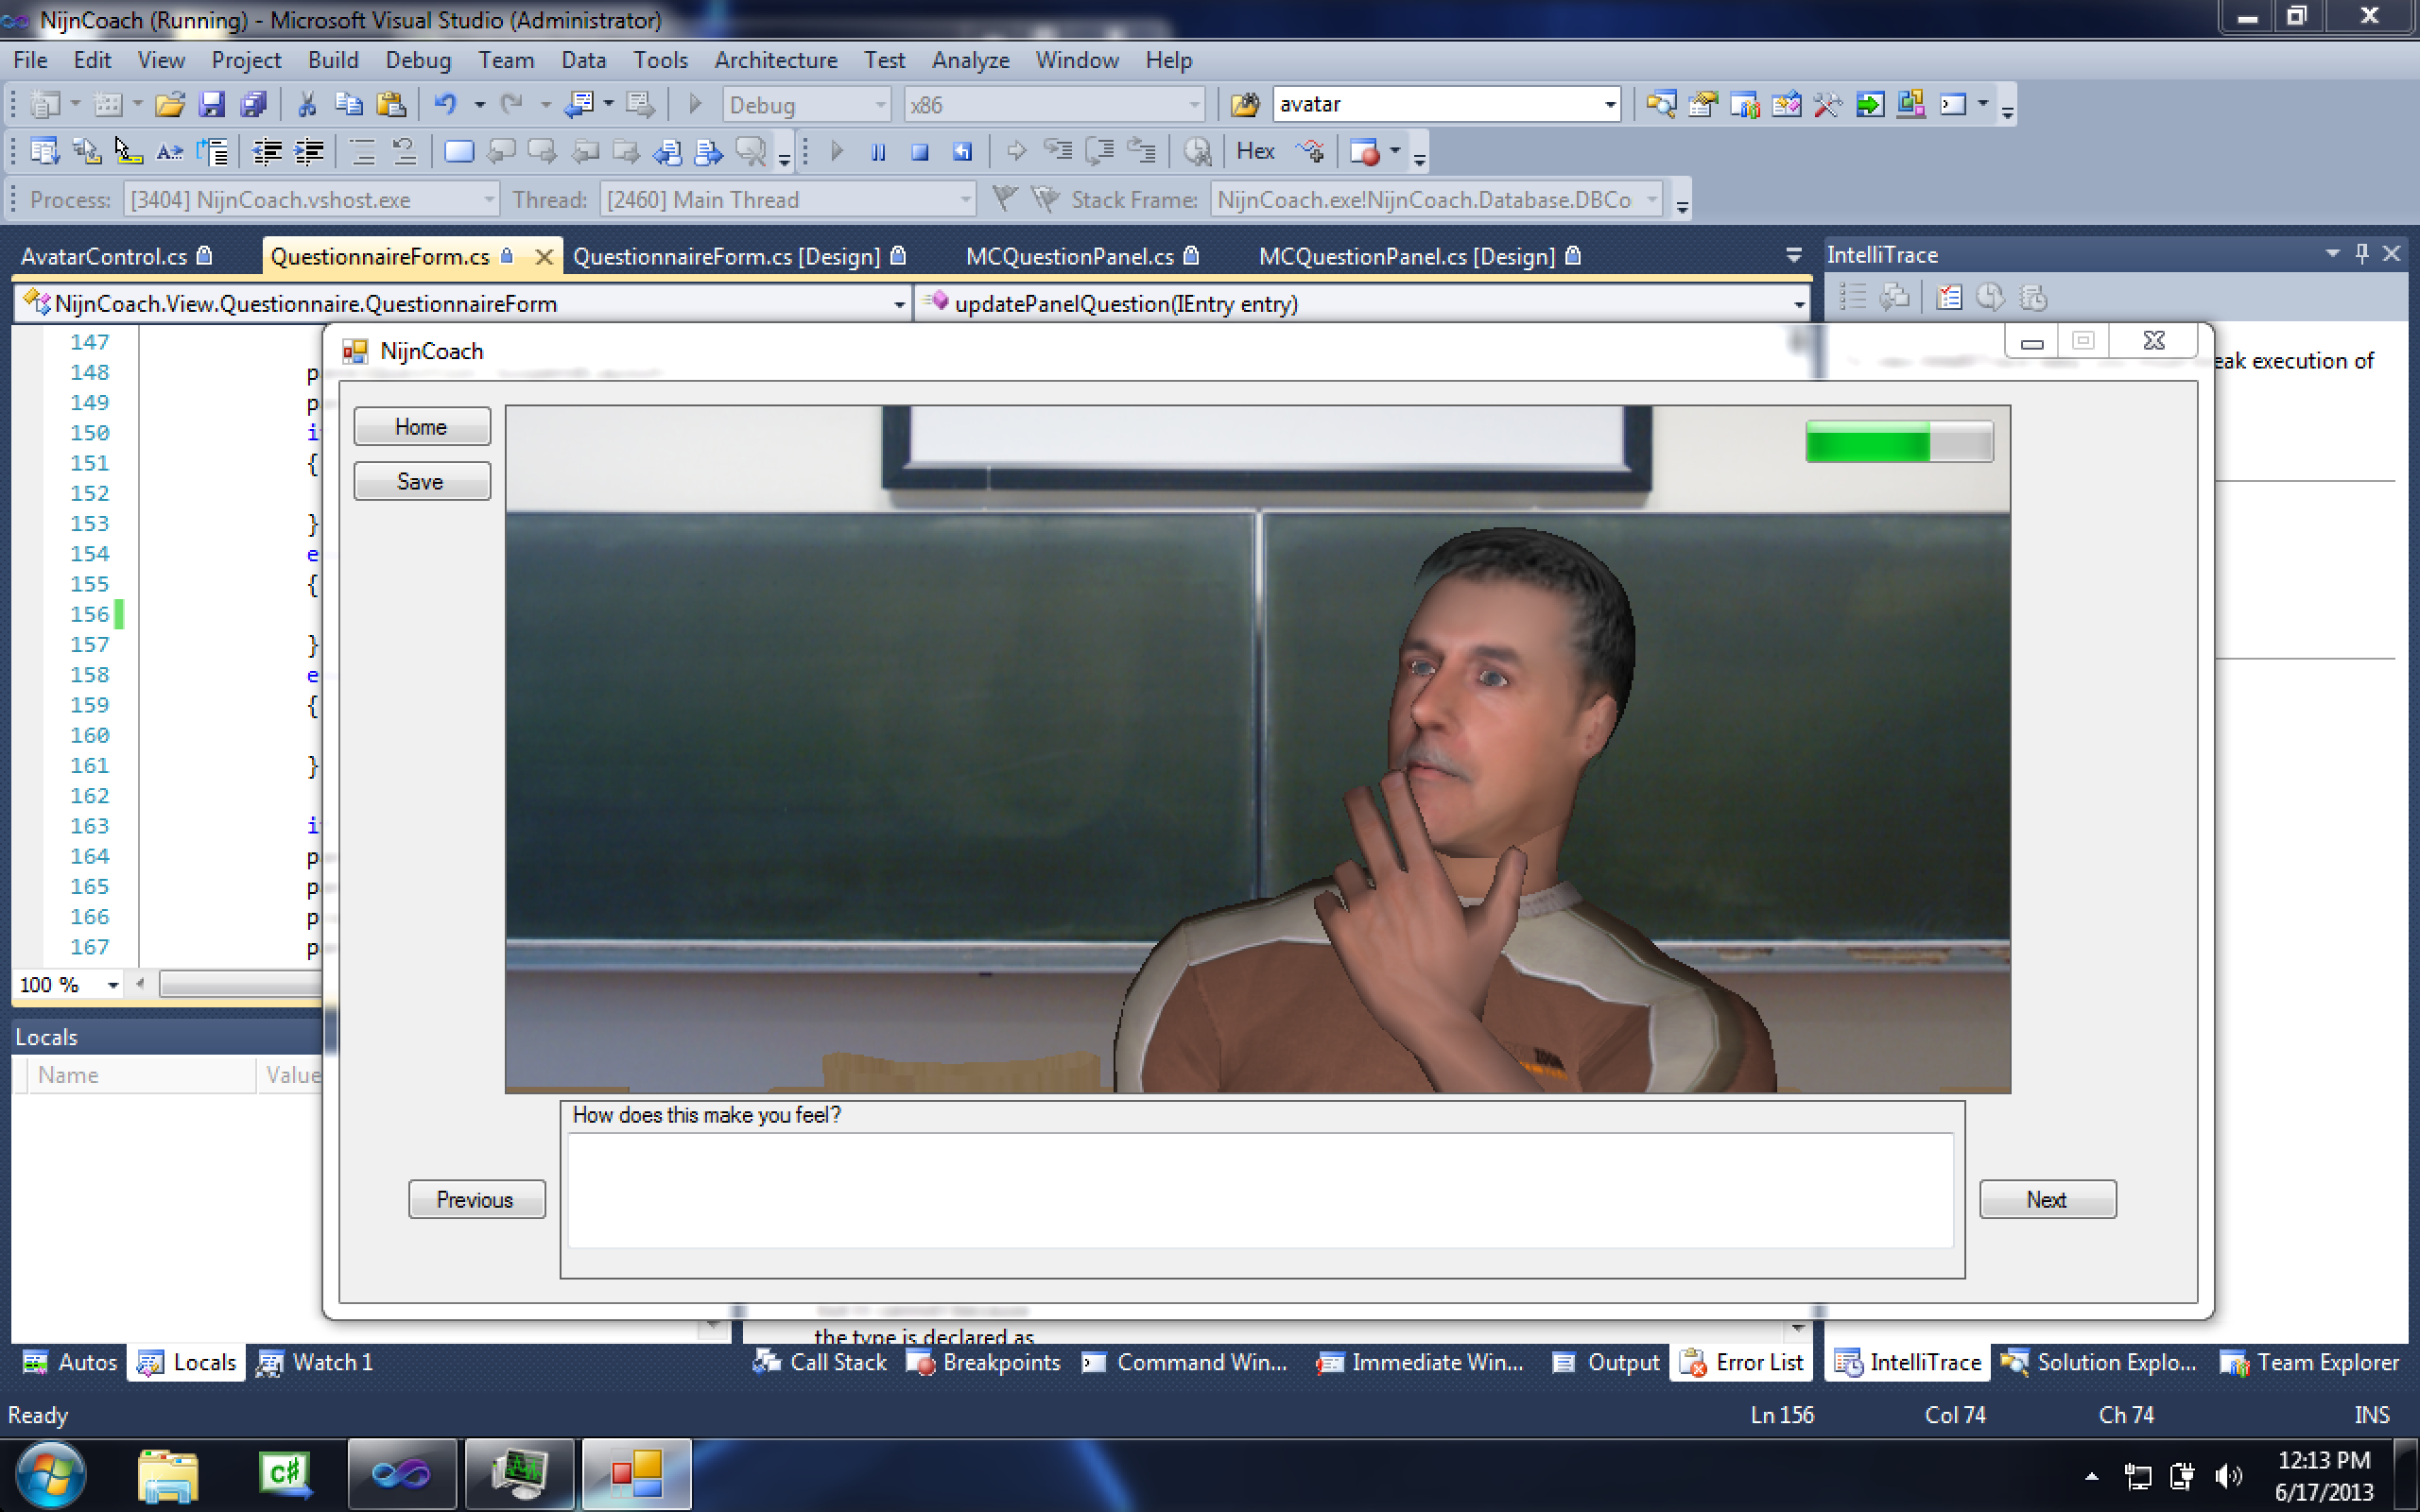 NijnCoach (Running) - Microsoft Visual Studio (Administrator)
File Edit View Project Build Debug Team Data Tools Architecture Test Analyze Window Help
Debug x86 avatar
Hex
Process: [3404] NijnCoach.vshost.exe Thread: [2460] Main Thread Stack Frame: NijnCoach.exe!NijnCoach.Database.DBCo
AvatarControl.cs QuestionnaireForm.cs QuestionnaireForm.cs [Design] MCQuestionPanel.cs MCQuestionPanel.cs [Design] IntelliTrace
NijnCoach.View.Questionnaire.QuestionnaireForm updatePanelQuestion(IEntry entry)
NijnCoach
eak execution of
147
148 p
149 p
150 i
151 {
152
153 }
154 e
155 {
156
157 }
158 e
159 {
160
161 }
162
163 i
164 p
165 p
166 p
167 p
Home
Save
100 %
Locals
Name Value
How does this make you feel?
Previous
Next
the type is declared as
Autos Locals Watch 1 Call Stack Breakpoints Command Win... Immediate Win... Output Error List IntelliTrace Solution Explo... Team Explorer
Ready Ln 156 Col 74 Ch 74 INS
C#
12:13 PM
6/17/2013